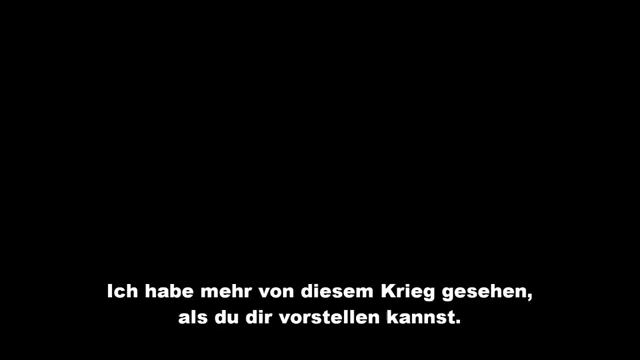 Ich habe mehr von diesem Krieg gesehen,
als du dir vorstellen kannst.